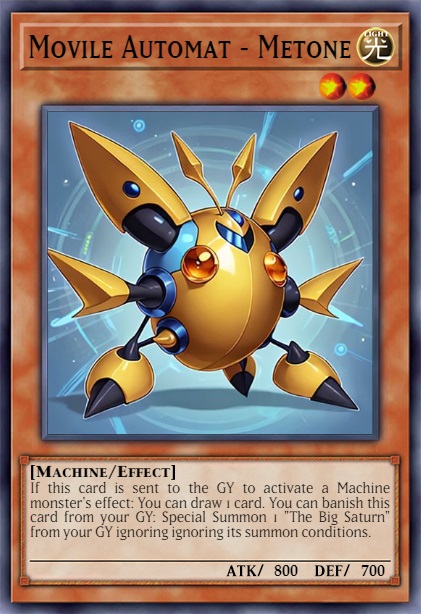 Movile Automat - Metone
LIGHT
光
[Machine/Effect]
If this card is sent to the GY to activate a Machine
monster's effect: You can draw 1 card. You can banish this
card from your GY: Special Summon 1 "The Big Saturn"
from your GY ignoring ignoring its summon conditions.
ATK/ 800 DEF/ 700